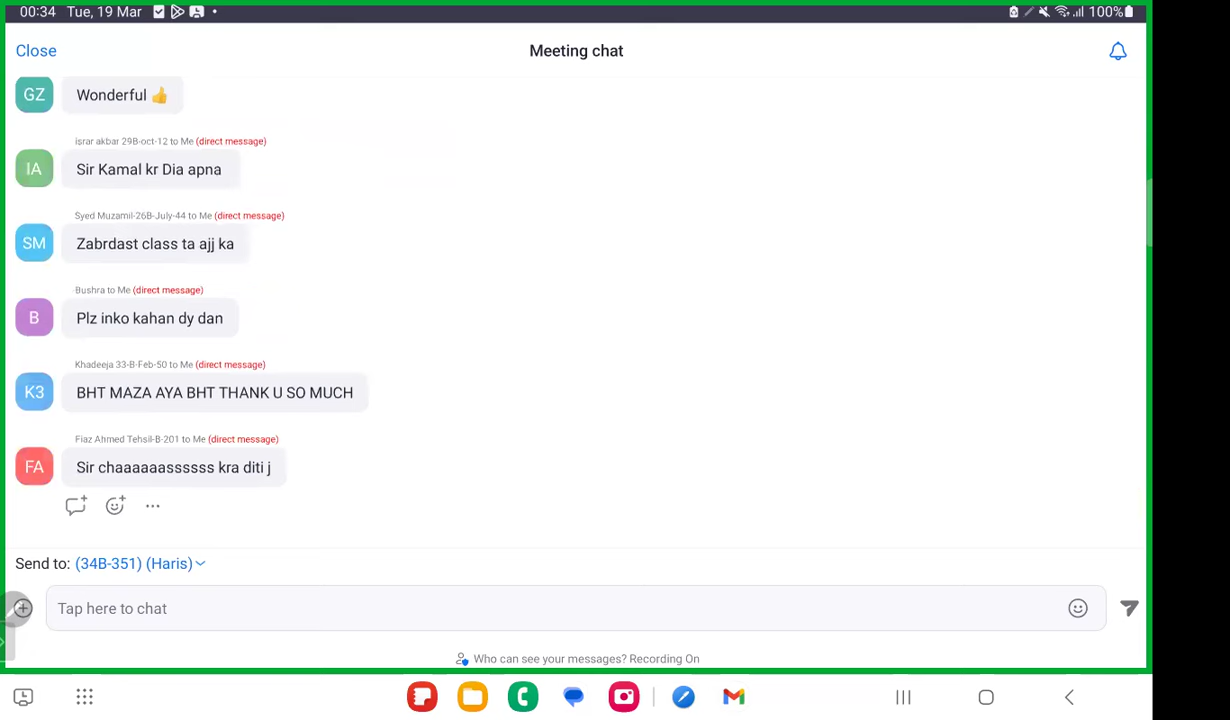 00:34 Tue, 19 Mar 100%
Close Meeting chat
GZ Wonderful 👍
israr akbar 29B-oct-12 to Me (direct message)
IA Sir Kamal kr Dia apna
Syed Muzamil-26B-July-44 to Me (direct message)
SM Zabrdast class ta ajj ka
Bushra to Me (direct message)
B Plz inko kahan dy dan
Khadeeja 33-B-Feb-50 to Me (direct message)
K3 BHT MAZA AYA BHT THANK U SO MUCH
Fiaz Ahmed Tehsil-B-201 to Me (direct message)
FA Sir chaaaaaassssss kra diti j
Send to: (34B-351) (Haris)
Tap here to chat
Who can see your messages? Recording On